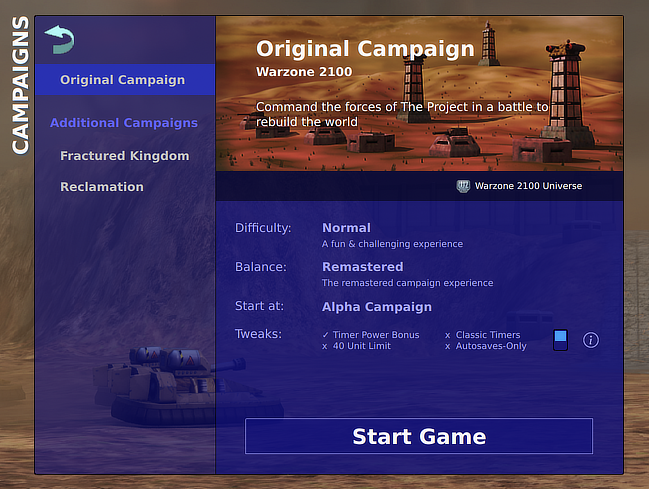 CAMPAIGNS
Original Campaign
Additional Campaigns
Fractured Kingdom
Reclamation
Original Campaign
Warzone 2100
Command the forces of The Project in a battle to
rebuild the world
Warzone 2100 Universe
Difficulty: Normal
A fun & challenging experience
Balance: Remastered
The remastered campaign experience
Start at: Alpha Campaign
Tweaks: ✓ Timer Power Bonus x Classic Timers
x 40 Unit Limit x Autosaves-Only
i
Start Game